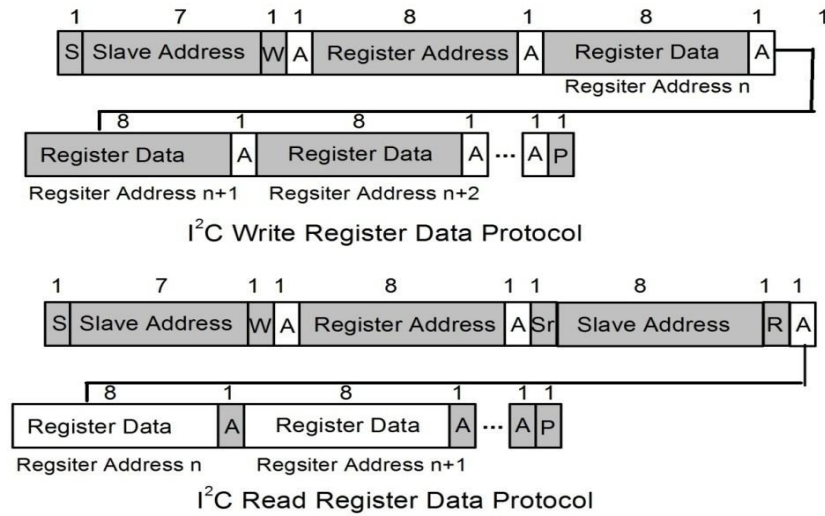 1 7 1 1 8 1 8 1 1
S Slave Address W A Register Address A Register Data A
Regsiter Address n
8 1 8 1 1 1
Register Data A Register Data A ... A P
Regsiter Address n+1 Regsiter Address n+2
I²C Write Register Data Protocol
1 7 1 1 8 1 1 8 1 1
S Slave Address W A Register Address A Sr Slave Address R A
8 1 8 1 1 1
Register Data A Register Data A ... A P
Regsiter Address n Regsiter Address n+1
I²C Read Register Data Protocol